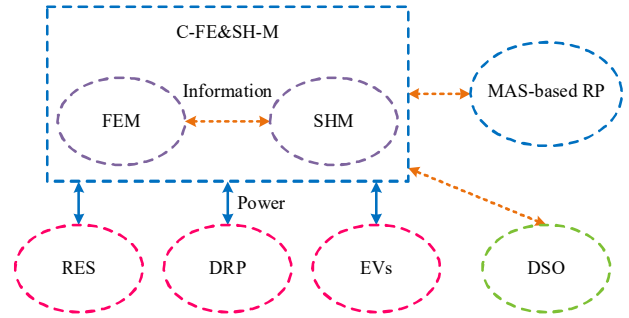 C-FE&SH-M
Information
MAS-based RP
FEM
SHM
Power
RES
DRP
EVs
DSO